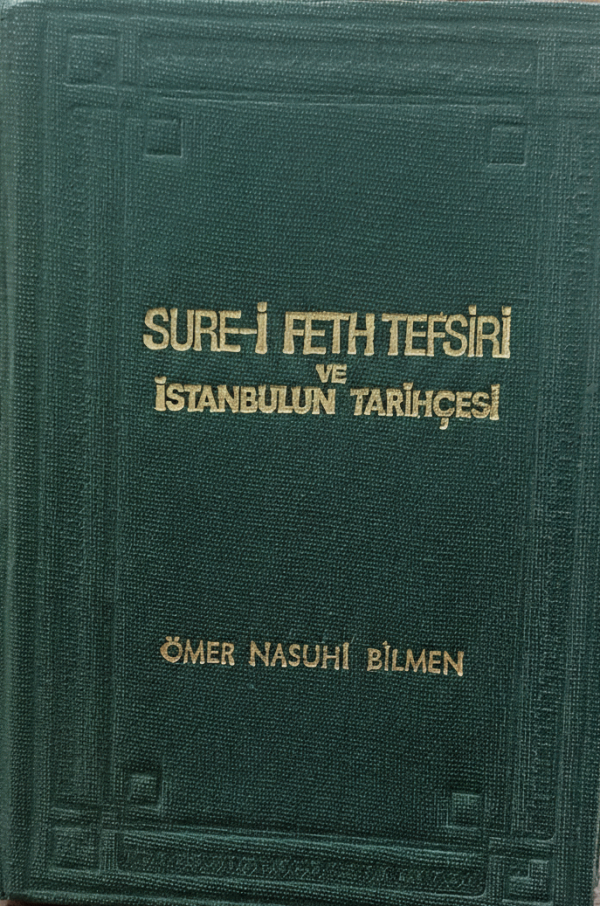 SURE-İ FETH TEFSİRİ
VE
İSTANBULUN TARİHÇESİ
ÖMER NASUHİ BİLMEN